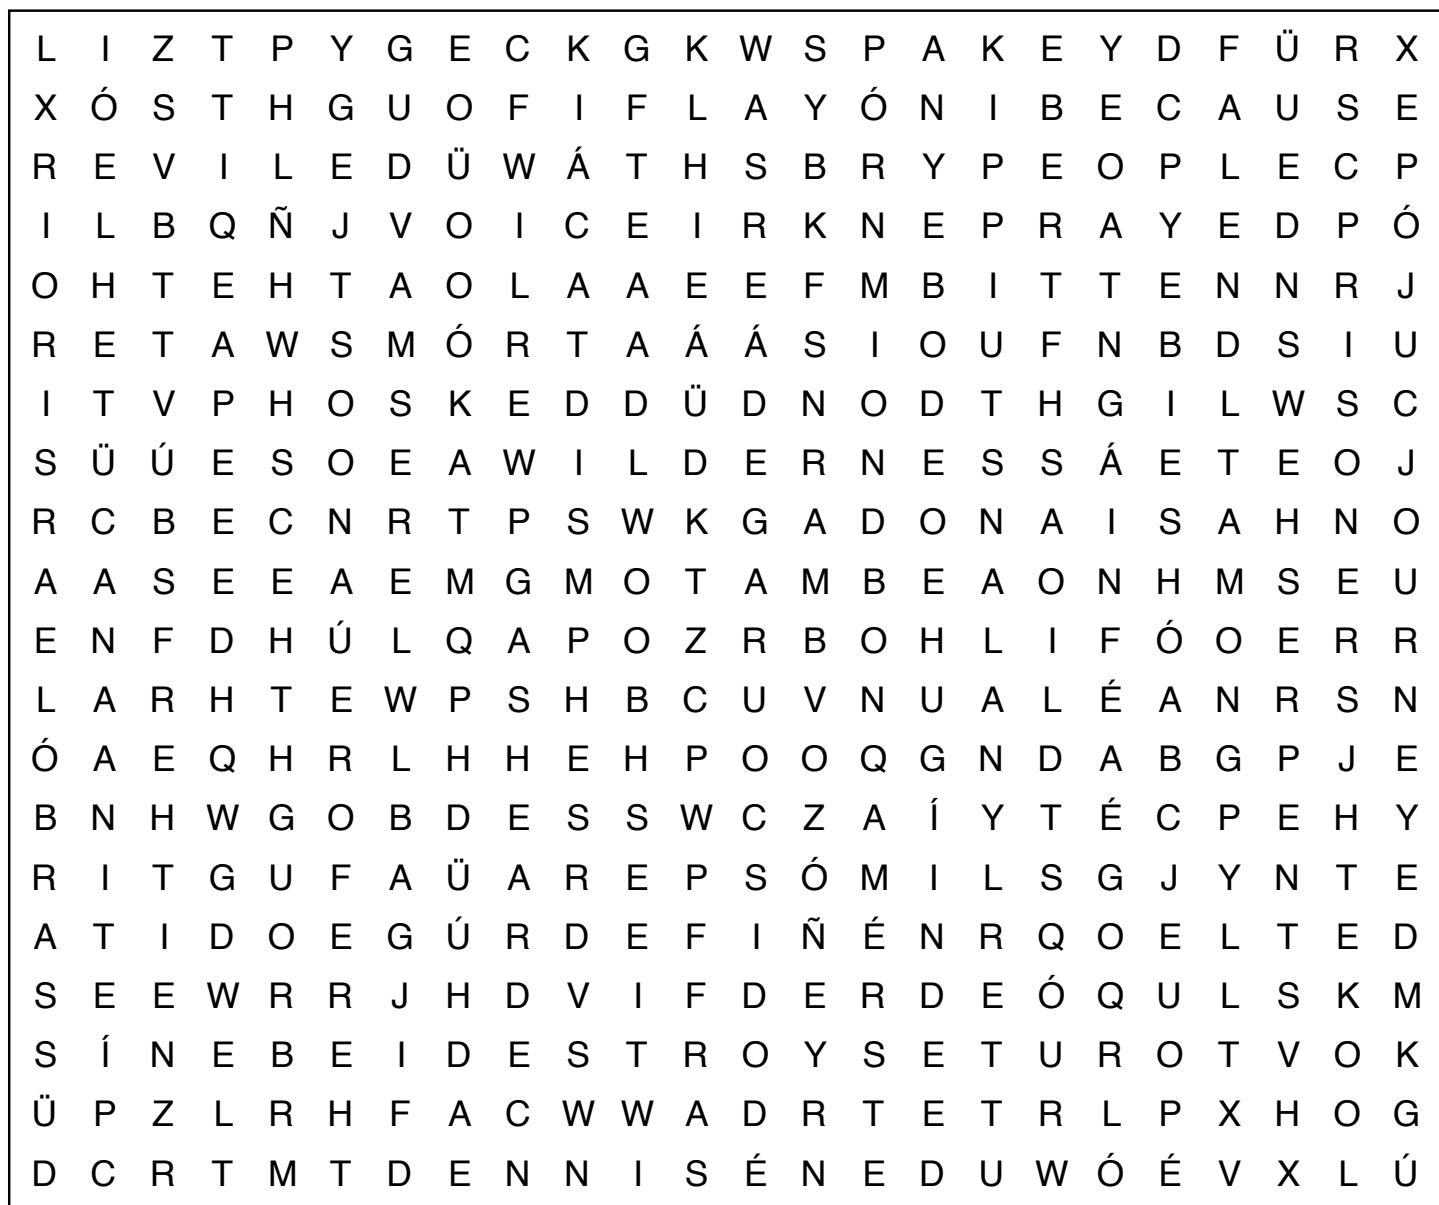 L I Z T P Y G E C K G K W S P A K E Y D F Ü R X
X Ó S T H G U O F I F L A Y Ó N I B E C A U S E
R E V I L E D Ü W Á T H S B R Y P E O P L E C P
I L B Q Ñ J V O I C E I R K N E P R A Y E D P Ó
O H T E H T A O L A A E E F M B I T T E N N R J
R E T A W S M Ó R T A Á Á S I O U F N B D S I U
I T V P H O S K E D D Ü D N O D T H G I L W S C
S Ü Ú E S O E A W I L D E R N E S S Á E T E O J
R C B E C N R T P S W K G A D O N A I S A H N O
A A S E E A E M G M O T A M B E A O N H M S E U
E N F D H Ú L Q A P O Z R B O H L I F Ó O E R R
L A R H T E W P S H B C U V N U A L É A N R S N
Ó A E Q H R L H H E H P O O Q G N D A B G P J E
B N H W G O B D E S S W C Z A Í Y T É C P E H Y
R I T G U F A Ü A R E P S Ó M I L S G J Y N T E
A T I D O E G Ú R D E F I Ñ É N R Q O E L T E D
S E E W R R J H D V I F D E R D E Ó Q U L S K M
S Í N E B E I D E S T R O Y S E T U R O T V O K
Ü P Z L R H F A C W W A D R T E T R L P X H O G
D C R T M T D E N N I S É N E D U W Ó É V X L Ú